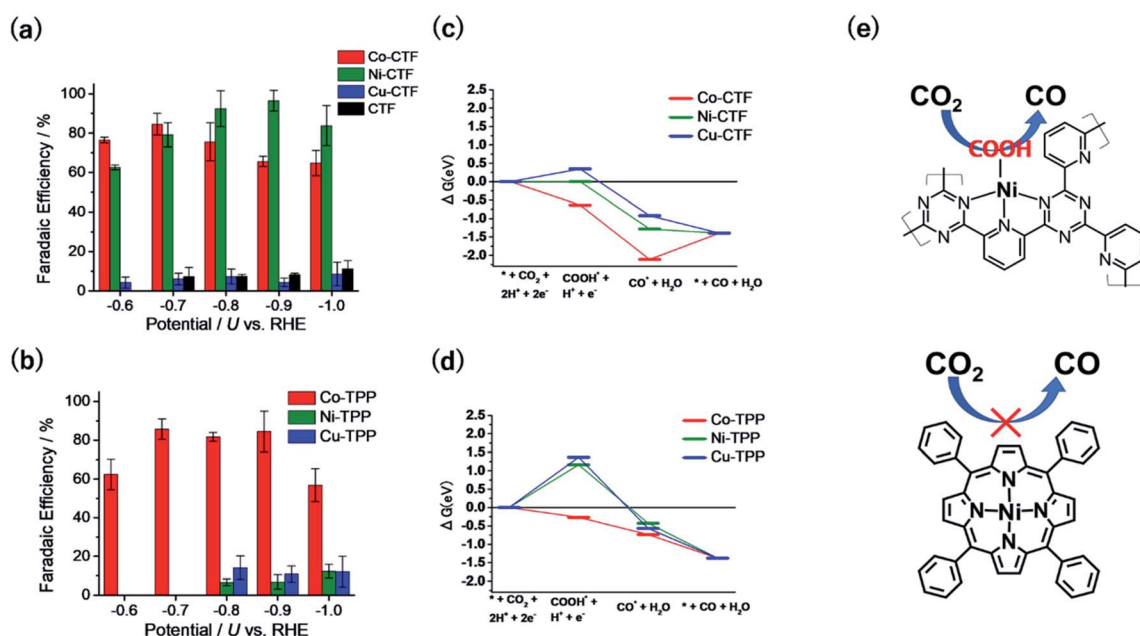 (a)
Co-CTF
Ni-CTF
Cu-CTF
CTF
Faradaic Efficiency / %
100
80
60
40
20
0
-0.6 -0.7 -0.8 -0.9 -1.0
Potential / U vs. RHE
(b)
Co-TPP
Ni-TPP
Cu-TPP
Faradaic Efficiency / %
100
80
60
40
20
0
-0.6 -0.7 -0.8 -0.9 -1.0
Potential / U vs. RHE
(c)
Co-CTF
Ni-CTF
Cu-CTF
Δ G(eV)
2.5
2.0
1.5
1.0
0.5
0.0
-0.5
-1.0
-1.5
-2.0
* + CO₂ + COOH* + CO* + H₂O * + CO + H₂O
2H⁺ + 2e⁻ H⁺ + e⁻
(d)
Co-TPP
Ni-TPP
Cu-TPP
Δ G(eV)
2.5
2.0
1.5
1.0
0.5
0.0
-0.5
-1.0
-1.5
-2.0
* + CO₂ + COOH* + CO* + H₂O * + CO + H₂O
2H⁺ + 2e⁻ H⁺ + e⁻
(e)
CO₂ CO
COOH
Ni
N
N
N
N
N
N
N
N
N
CO₂ CO
N
N Ni N
N